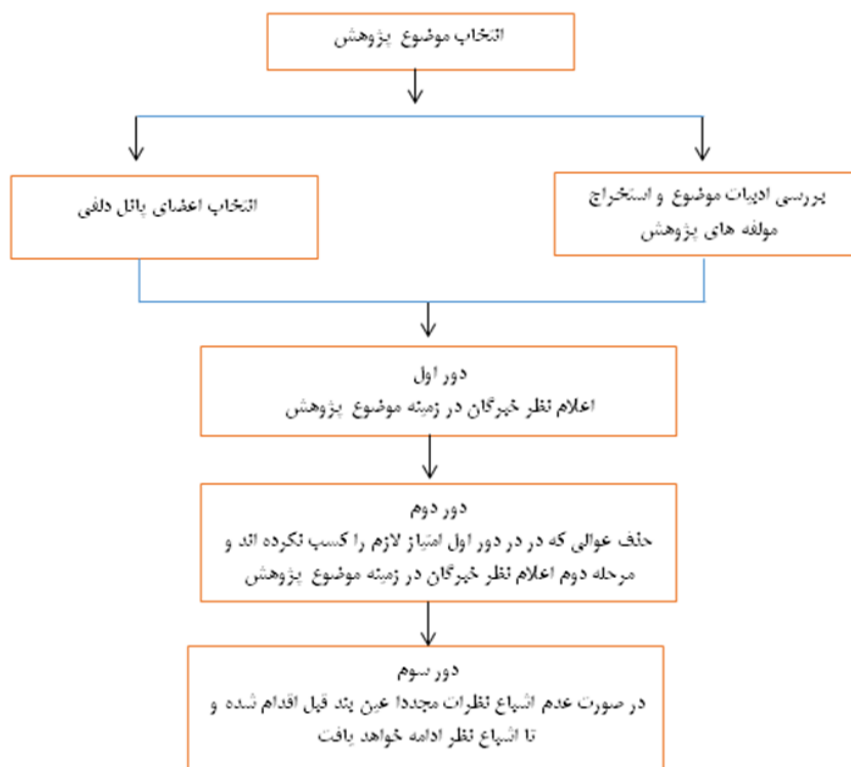 انتخاب موضوع پژوهش
بررسی ادبیات موضوع و استخراج
مولفه های پژوهش
انتخاب اعضای پانل دلفی
دور اول
اعلام نظر خبرگان در زمینه موضوع پژوهش
دور دوم
حذف عوالی که در در دور اول امتیاز لازم را کسب نکرده اند و
مرحله دوم اعلام نظر خبرگان در زمینه موضوع پژوهش
دور سوم
در صورت عدم اشباع نظرات مجددا عین بند قبل اقدام شده و
تا اشباع نظر ادامه خواهد یافت